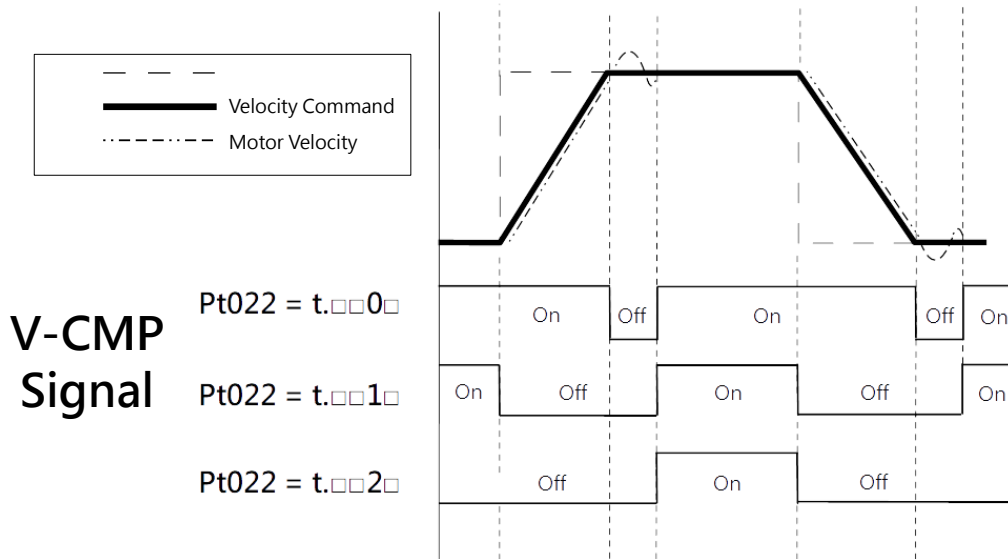 Velocity Command
Motor Velocity
V-CMP
Signal
Pt022 = t.□□0□
On
Off
On
Off
On
Pt022 = t.□□1□
On
Off
On
Off
On
Pt022 = t.□□2□
Off
On
Off